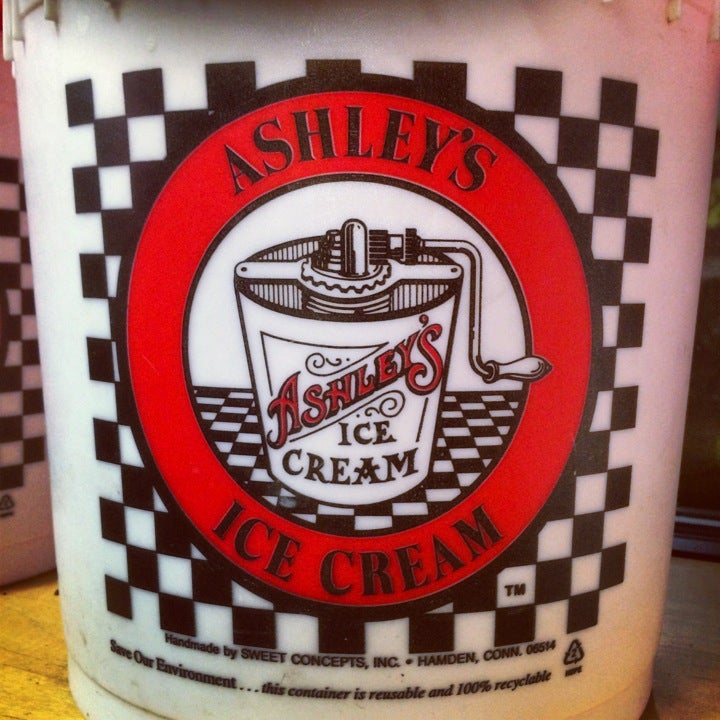 ASHLEY'S
ASHLEY'S
ICE
CREAM
ICE CREAM
TM
Handmade by SWEET CONCEPTS, INC. • HAMDEN, CONN. 06514
Save Our Environment . . . this container is reusable and 100% recyclable